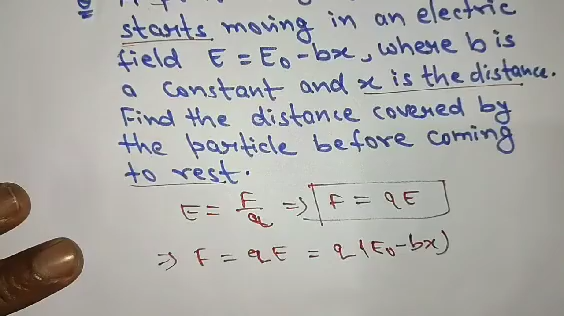 starts moving in an electric
field E = E₀ - bx, where b is
a constant and x is the distance.
Find the distance covered by
the particle before coming
to rest.
E = F/q ⇒ F = qE
⇒ F = qE = q(E₀ - bx)